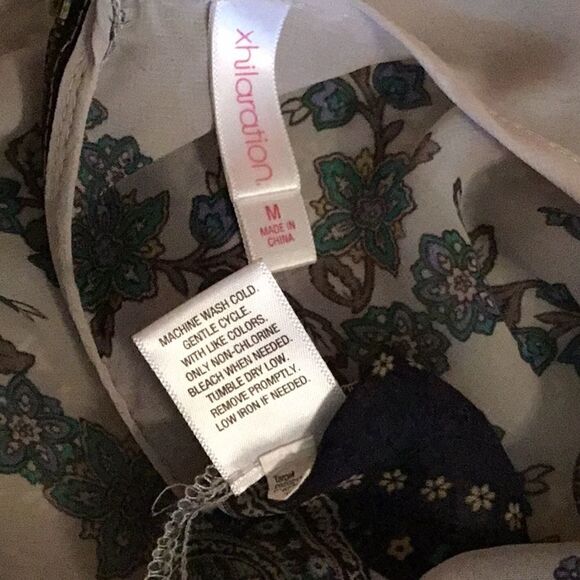 xhilaration.
M
MADE IN
CHINA
MACHINE WASH COLD.
GENTLE CYCLE.
WITH LIKE COLORS.
ONLY NON-CHLORINE
BLEACH WHEN NEEDED.
TUMBLE DRY LOW.
REMOVE PROMPTLY.
LOW IRON IF NEEDED.